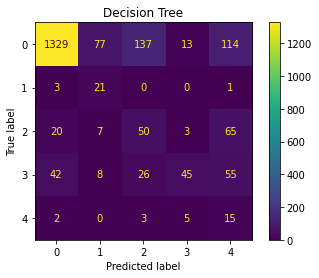 Decision Tree
0 1329 77 137 13 114
1 3 21 0 0 1
2 20 7 50 3 65
3 42 8 26 45 55
4 2 0 3 5 15
0 1 2 3 4
True label
Predicted label
1200
1000
800
600
400
200
0